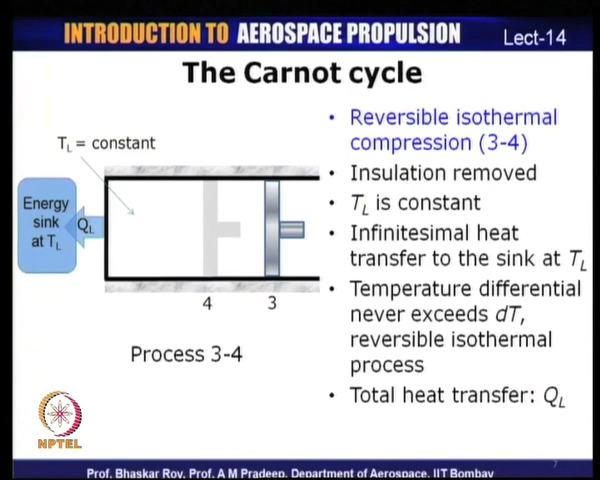 INTRODUCTION TO AEROSPACE PROPULSION
Lect-14
The Carnot cycle
T_L = constant
Energy
sink
at T_L
Q_L
4
3
Process 3-4
• Reversible isothermal
compression (3-4)
• Insulation removed
• T_L is constant
• Infinitesimal heat
transfer to the sink at T_L
• Temperature differential
never exceeds dT,
reversible isothermal
process
• Total heat transfer: Q_L
NPTEL
7
Prof. Bhaskar Roy, Prof. A M Pradeep, Department of Aerospace, IIT Bombay